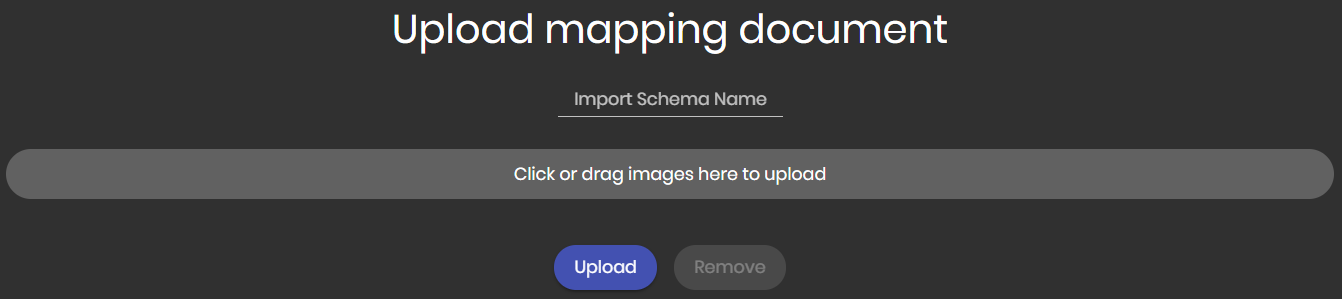 Upload mapping document
Import Schema Name
Click or drag images here to upload
Upload Remove